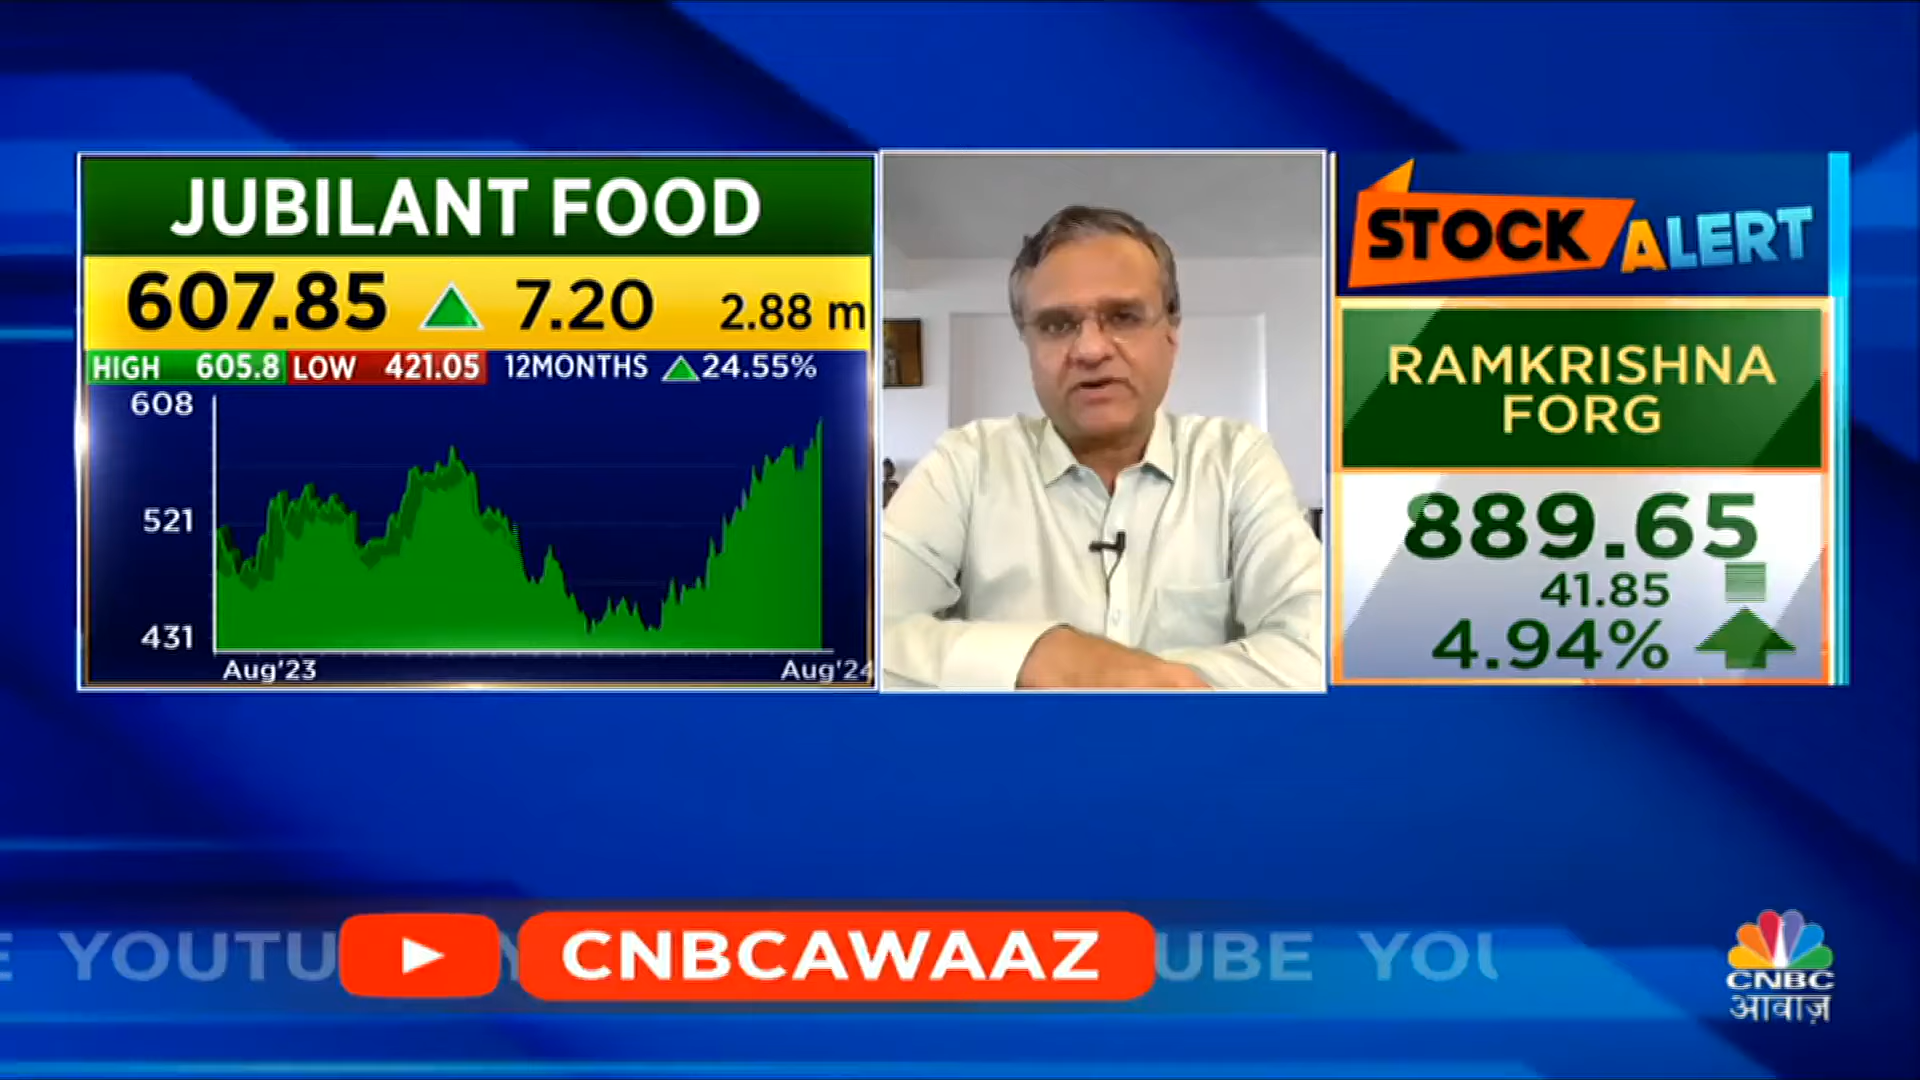 JUBILANT FOOD
607.85 7.20 2.88 m
HIGH 605.8 LOW 421.05 12MONTHS 24.55%
608
521
431
Aug'23 Aug'24
STOCK ALERT
RAMKRISHNA
FORG
889.65
41.85
4.94%
E YOUTU CNBCAWAAZ UBE YOU
CNBC
आवाज़